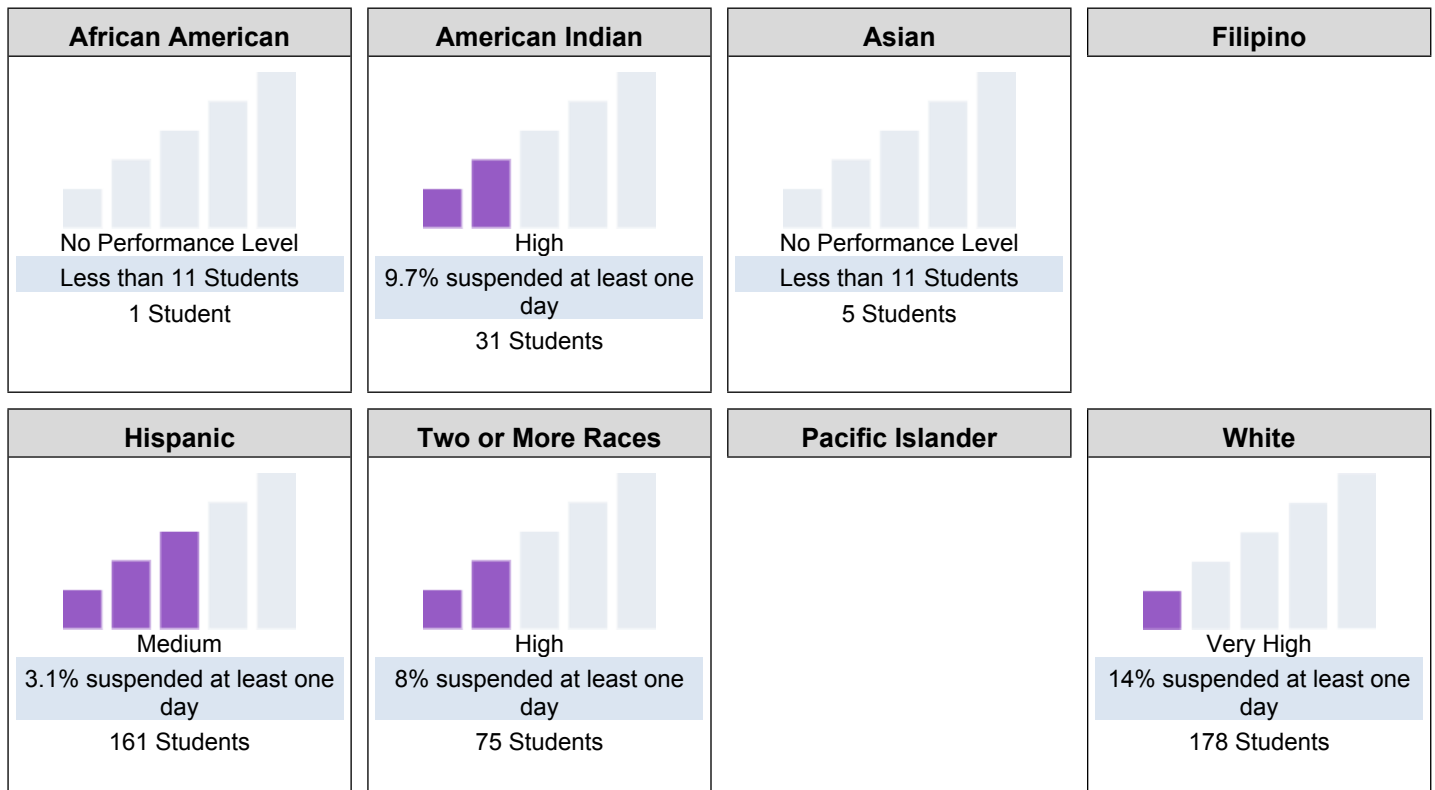 African American
No Performance Level
Less than 11 Students
1 Student
American Indian
High
9.7% suspended at least one
day
31 Students
Asian
No Performance Level
Less than 11 Students
5 Students
Filipino
Hispanic
Medium
3.1% suspended at least one
day
161 Students
Two or More Races
High
8% suspended at least one
day
75 Students
Pacific Islander
White
Very High
14% suspended at least one
day
178 Students